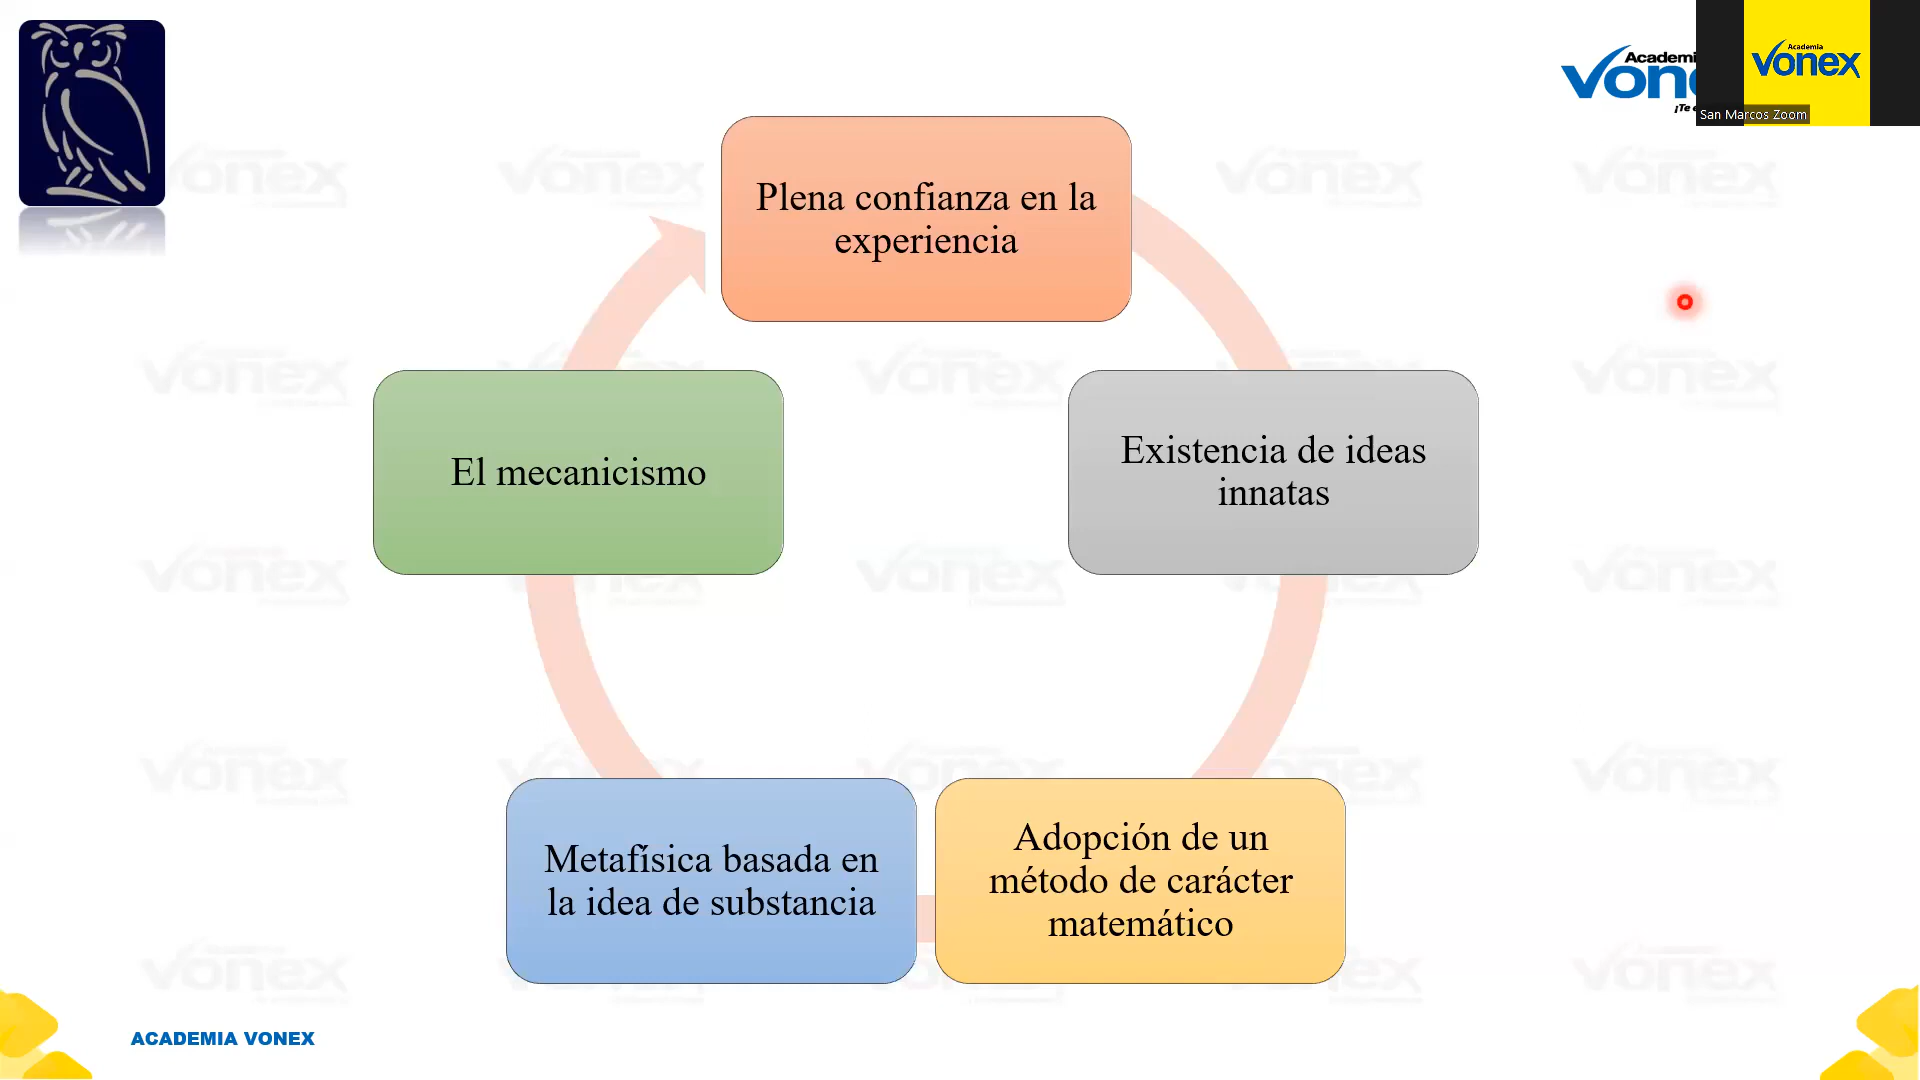 Academia
vonex
San Marcos Zoom
Plena confianza en la
experiencia
El mecanicismo
Existencia de ideas
innatas
Metafísica basada en
la idea de substancia
Adopción de un
método de carácter
matemático
ACADEMIA VONEX